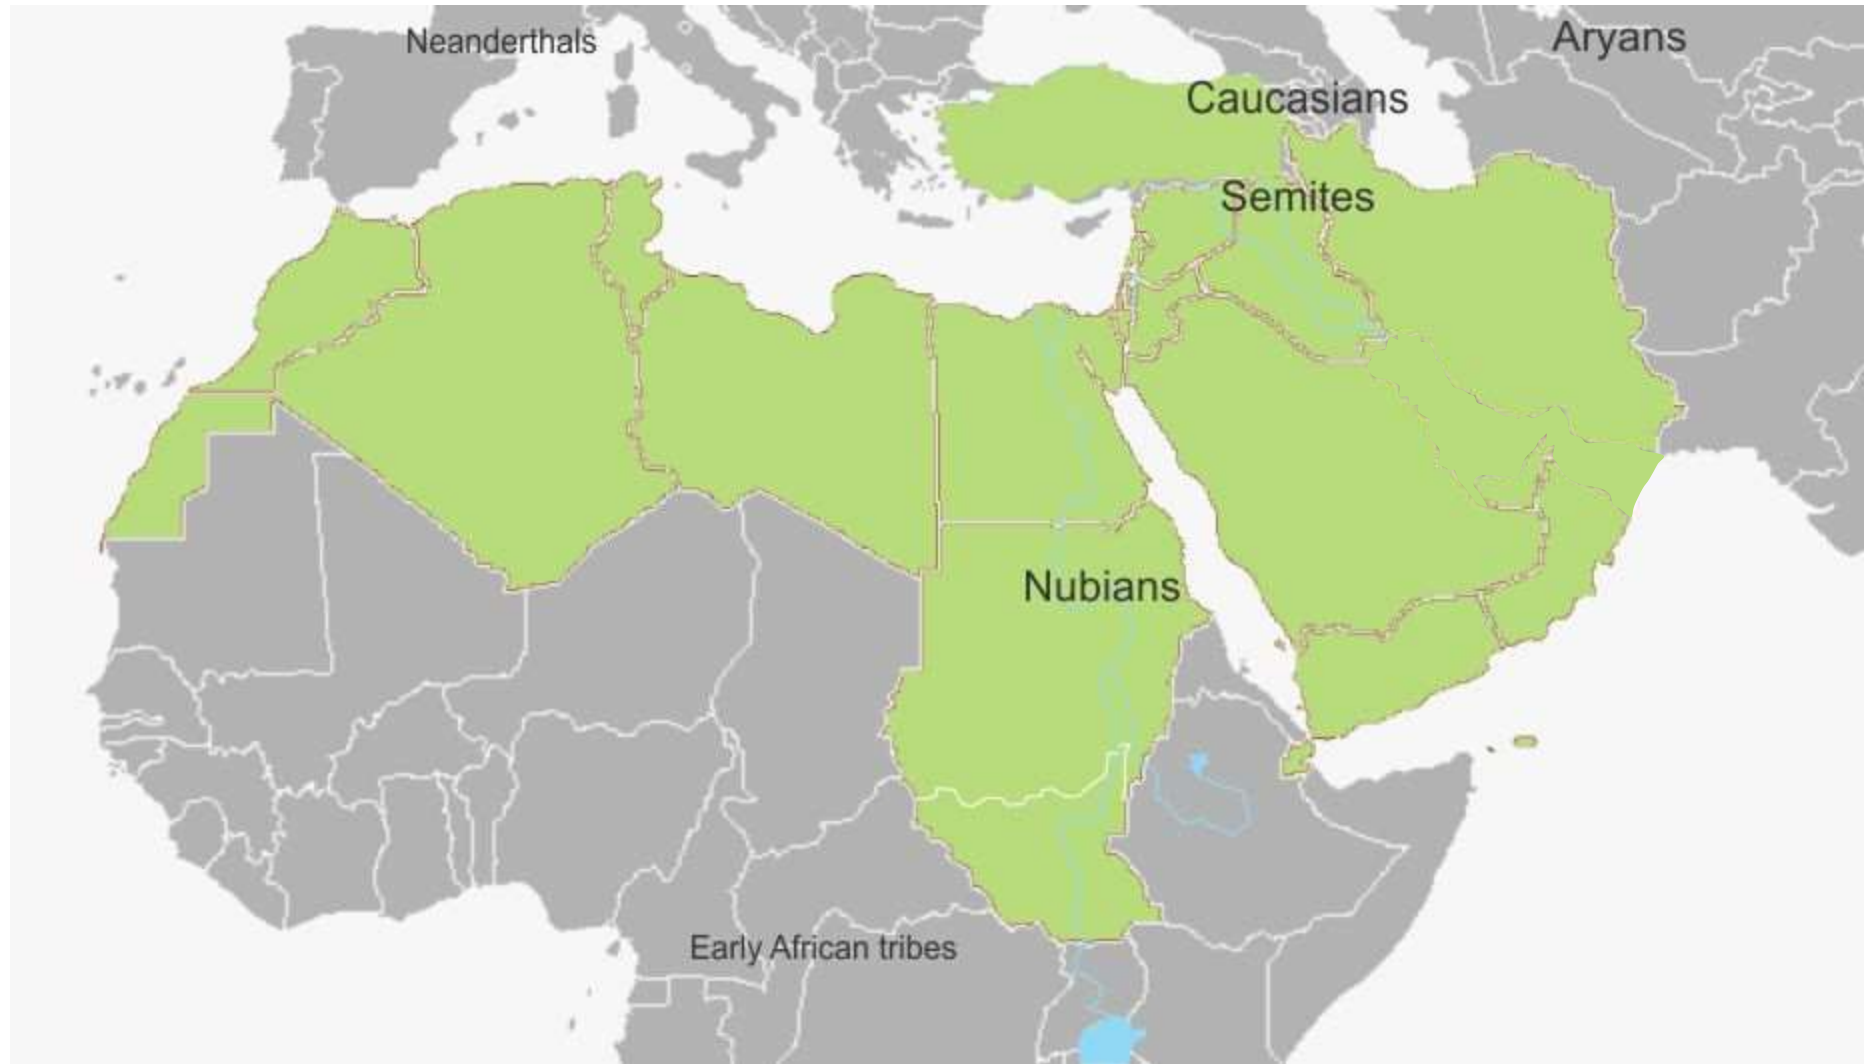 Neanderthals
Aryans
Caucasians
Semites
Nubians
Early African tribes